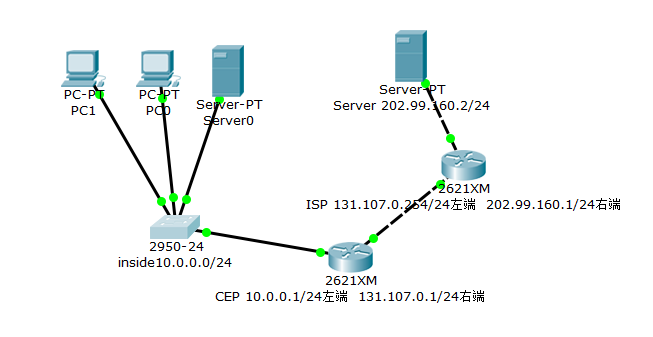 PC-PT
PC1
PC-PT
PC0
Server-PT
Server0
Server-PT
Server 202.99.160.2/24
2621XM
ISP 131.107.0.254/24左端 202.99.160.1/24右端
2950-24
inside10.0.0.0/24
2621XM
CEP 10.0.0.1/24左端 131.107.0.1/24右端